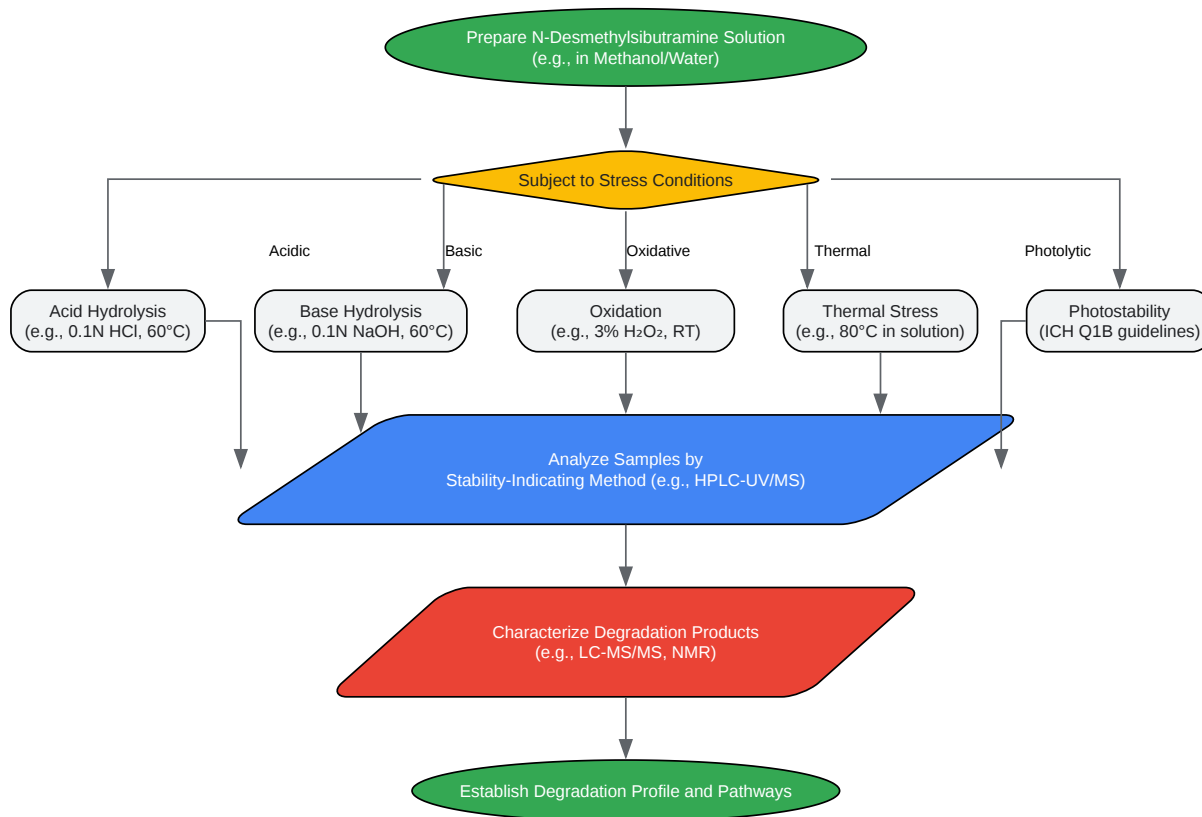 Prepare N-Desmethylsibutramine Solution
(e.g., in Methanol/Water)
Subject to Stress Conditions
Acidic
Basic
Oxidative
Thermal
Photolytic
Acid Hydrolysis
(e.g., 0.1N HCl, 60°C)
Base Hydrolysis
(e.g., 0.1N NaOH, 60°C)
Oxidation
(e.g., 3% H₂O₂, RT)
Thermal Stress
(e.g., 80°C in solution)
Photostability
(ICH Q1B guidelines)
Analyze Samples by
Stability-Indicating Method (e.g., HPLC-UV/MS)
Characterize Degradation Products
(e.g., LC-MS/MS, NMR)
Establish Degradation Profile and Pathways